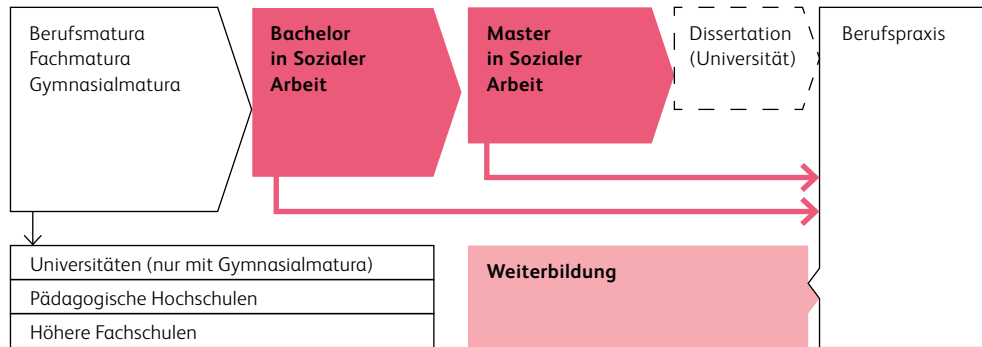 Berufsmatura
Fachmatura
Gymnasialmatura
Bachelor
in Sozialer
Arbeit
Master
in Sozialer
Arbeit
Dissertation
(Universität)
Berufspraxis
Universitäten (nur mit Gymnasialmatura)
Pädagogische Hochschulen
Höhere Fachschulen
Weiterbildung